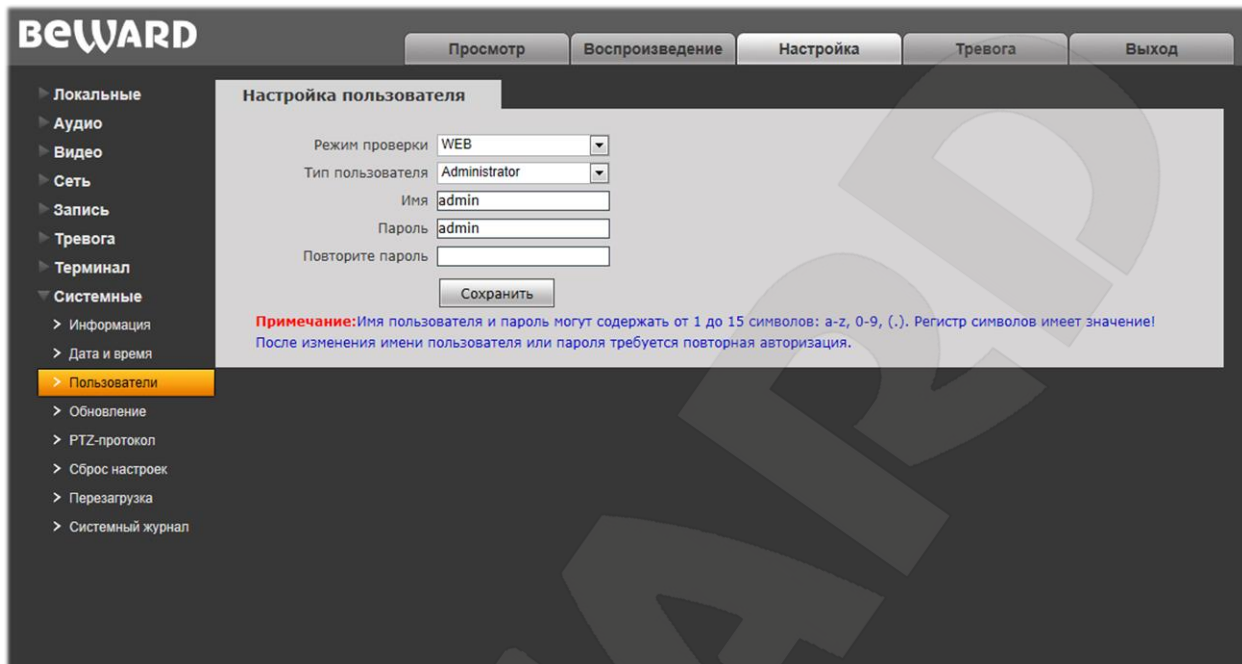 BEWARD
Просмотр
Воспроизведение
Настройка
Тревога
Выход
Локальные
Аудио
Видео
Сеть
Запись
Тревога
Терминал
Системные
Информация
Дата и время
Пользователи
Обновление
PTZ-протокол
Сброс настроек
Перезагрузка
Системный журнал
Настройка пользователя
Режим проверки WEB
Тип пользователя Administrator
Имя admin
Пароль admin
Повторите пароль
Сохранить
Примечание:Имя пользователя и пароль могут содержать от 1 до 15 символов: a-z, 0-9, (.). Регистр символов имеет значение!
После изменения имени пользователя или пароля требуется повторная авторизация.